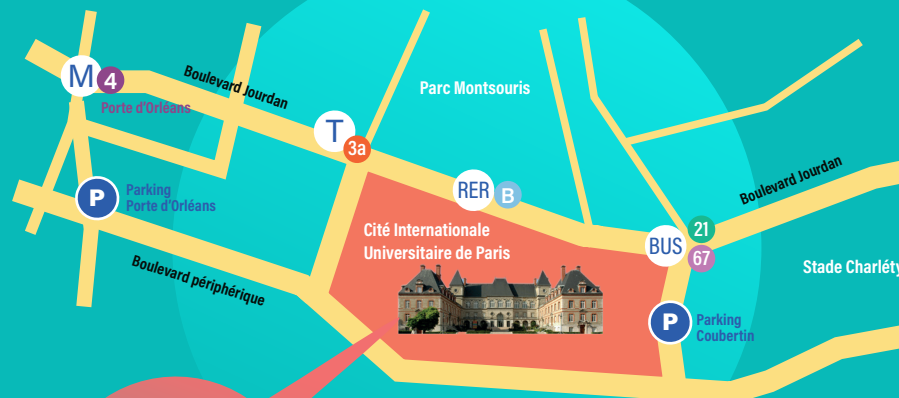 M 4
Porte d'Orléans
Boulevard Jourdan
Parc Montsouris
T
3a
P
Parking
Porte d'Orléans
RER B
Boulevard Jourdan
Cité Internationale
Universitaire de Paris
BUS
21
67
Stade Charléty
Boulevard périphérique
P
Parking
Coubertin